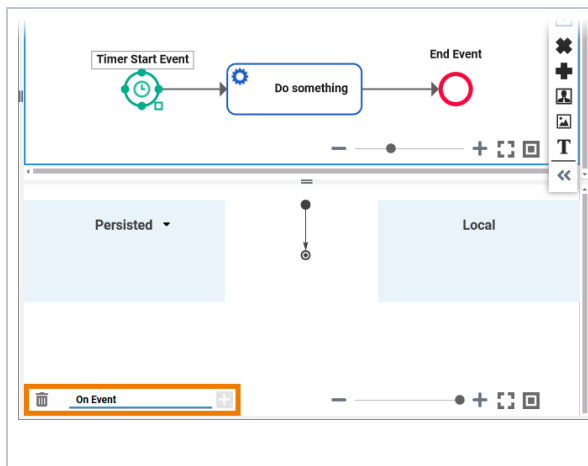 Timer Start Event
End Event
Do something
T
Persisted
Local
On Event